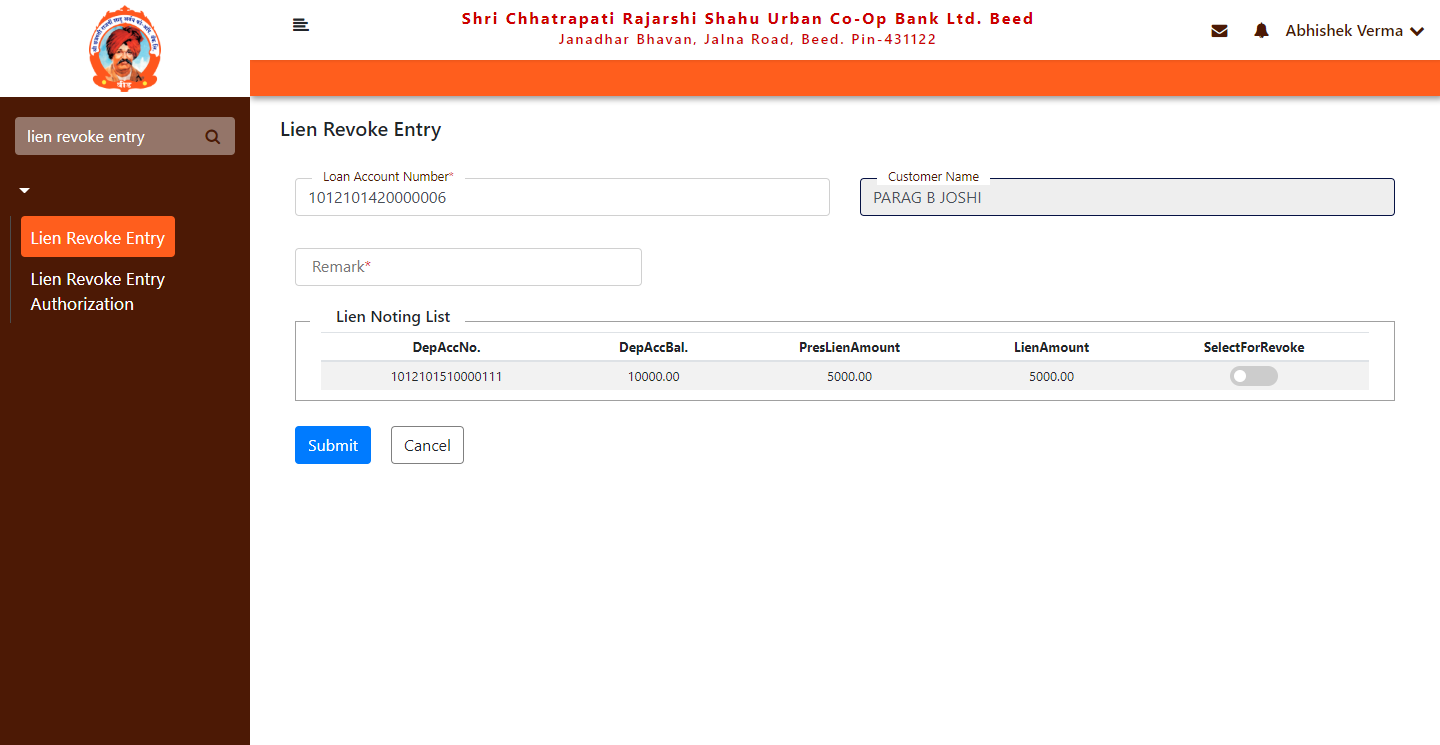 Shri Chhatrapati Rajarshi Shahu Urban Co-Op Bank Ltd. Beed
Janadhar Bhavan, Jalna Road, Beed. Pin-431122
Abhishek Verma
बीड
lien revoke entry
Lien Revoke Entry
Lien Revoke Entry
Authorization
Lien Revoke Entry
Loan Account Number*
1012101420000006
Customer Name
PARAG B JOSHI
Remark*
Lien Noting List
DepAccNo. DepAccBal. PresLienAmount LienAmount SelectForRevoke
1012101510000111 10000.00 5000.00 5000.00
Submit Cancel